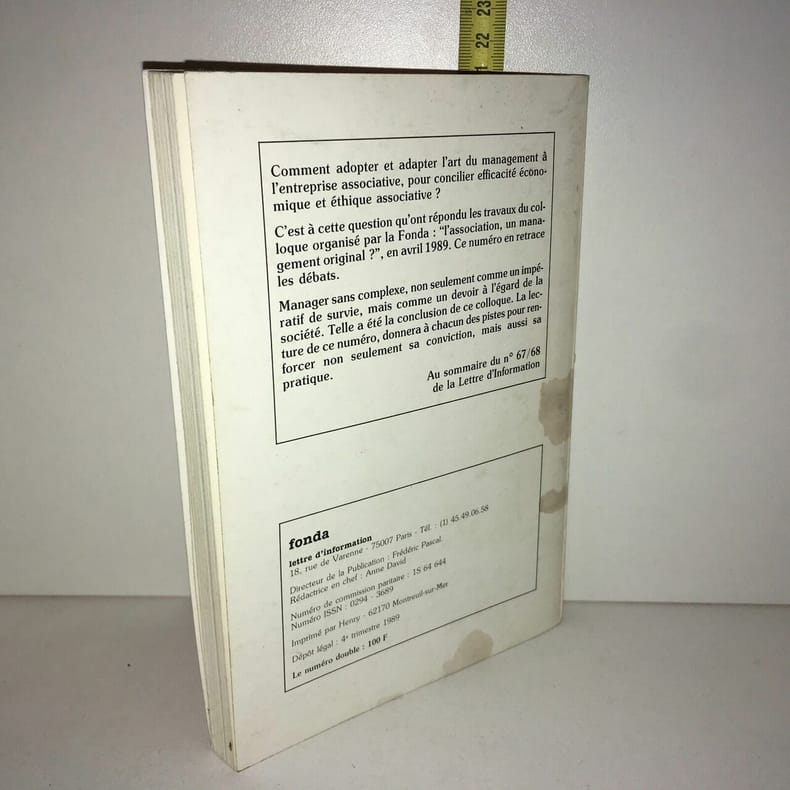 22 23
Comment adopter et adapter l'art du management à
l'entreprise associative, pour concilier efficacité écono-
mique et éthique associative ?
C'est à cette question qu'ont répondu les travaux du col-
loque organisé par la Fonda : "l'association, un mana-
gement original ?", en avril 1989. Ce numéro en retrace
les débats.
Manager sans complexe, non seulement comme un impé-
ratif de survie, mais comme un devoir à l'égard de la
société. Telle a été la conclusion de ce colloque. La lec-
ture de ce numéro, donnera à chacun des pistes pour ren-
forcer non seulement sa conviction, mais aussi sa
pratique.
Au sommaire du n° 67/68
de la Lettre d'Information
fonda
lettre d'information
18, rue de Varenne - 75007 Paris - Tél. : (1) 45.49.06.58
Directeur de la Publication : Frédéric Pascal.
Rédactrice en chef : Anne David
Numéro de commission paritaire : 1S 64 644
Numéro ISSN : 0294 - 3689
Imprimé par Henry - 62170 Montreuil-sur-Mer
Dépôt légal : 4e trimestre 1989
Le numéro double : 100 F